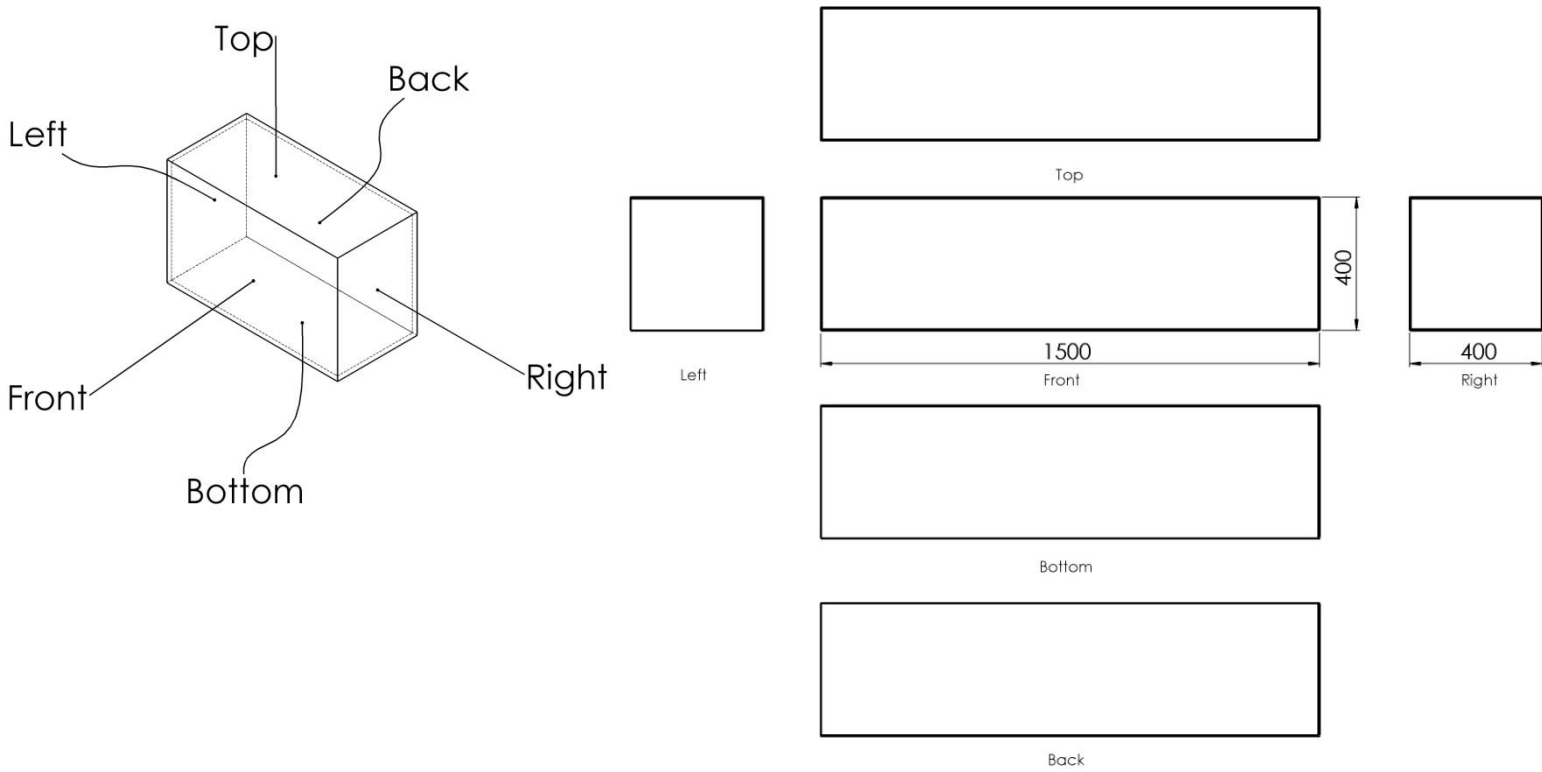 Top
Back
Left
Front
Right
Bottom
Top
400
1500
400
Left
Front
Right
Bottom
Back